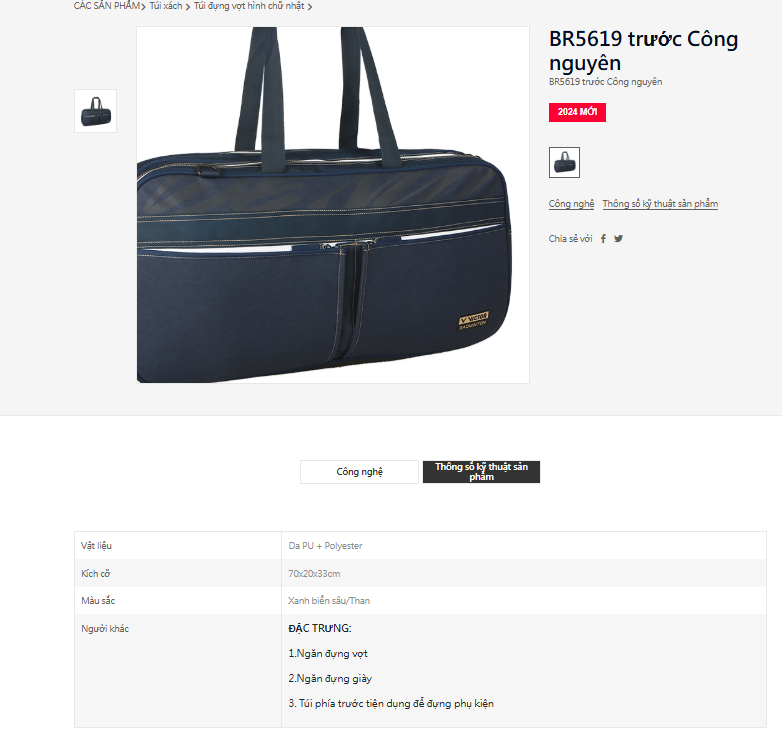 CÁC SẢN PHẨM Túi xách Túi đựng vợt hình chữ nhật
BR5619 trước Công
nguyên
BR5619 trước Công nguyên
2024 MỚI
Công nghệ Thông số kỹ thuật sản phẩm
Chia sẻ với
VICTOR
BADMINTON
Công nghệ
Thông số kỹ thuật sản
phẩm
Vật liệu Da PU + Polyester
Kích cỡ 70x20x33cm
Màu sắc Xanh biển sâu/Than
Người khác ĐẶC TRƯNG:
1.Ngăn đựng vợt
2.Ngăn đựng giày
3. Túi phía trước tiện dụng để đựng phụ kiện